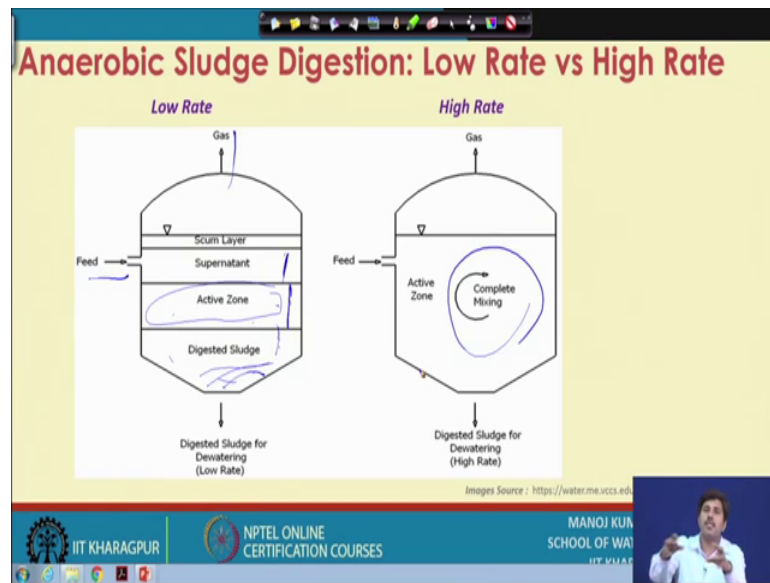 Anaerobic Sludge Digestion: Low Rate vs High Rate
Low Rate
High Rate
Gas
Scum Layer
Feed
Supernatant
Active Zone
Digested Sludge
Digested Sludge for
Dewatering
(Low Rate)
Gas
Feed
Active
Zone
Complete
Mixing
Digested Sludge for
Dewatering
(High Rate)
Images Source : https://water.me.vccs.edu
IIT KHARAGPUR
NPTEL ONLINE
CERTIFICATION COURSES
MANOJ KUM
SCHOOL OF WAT
IIT KHAR